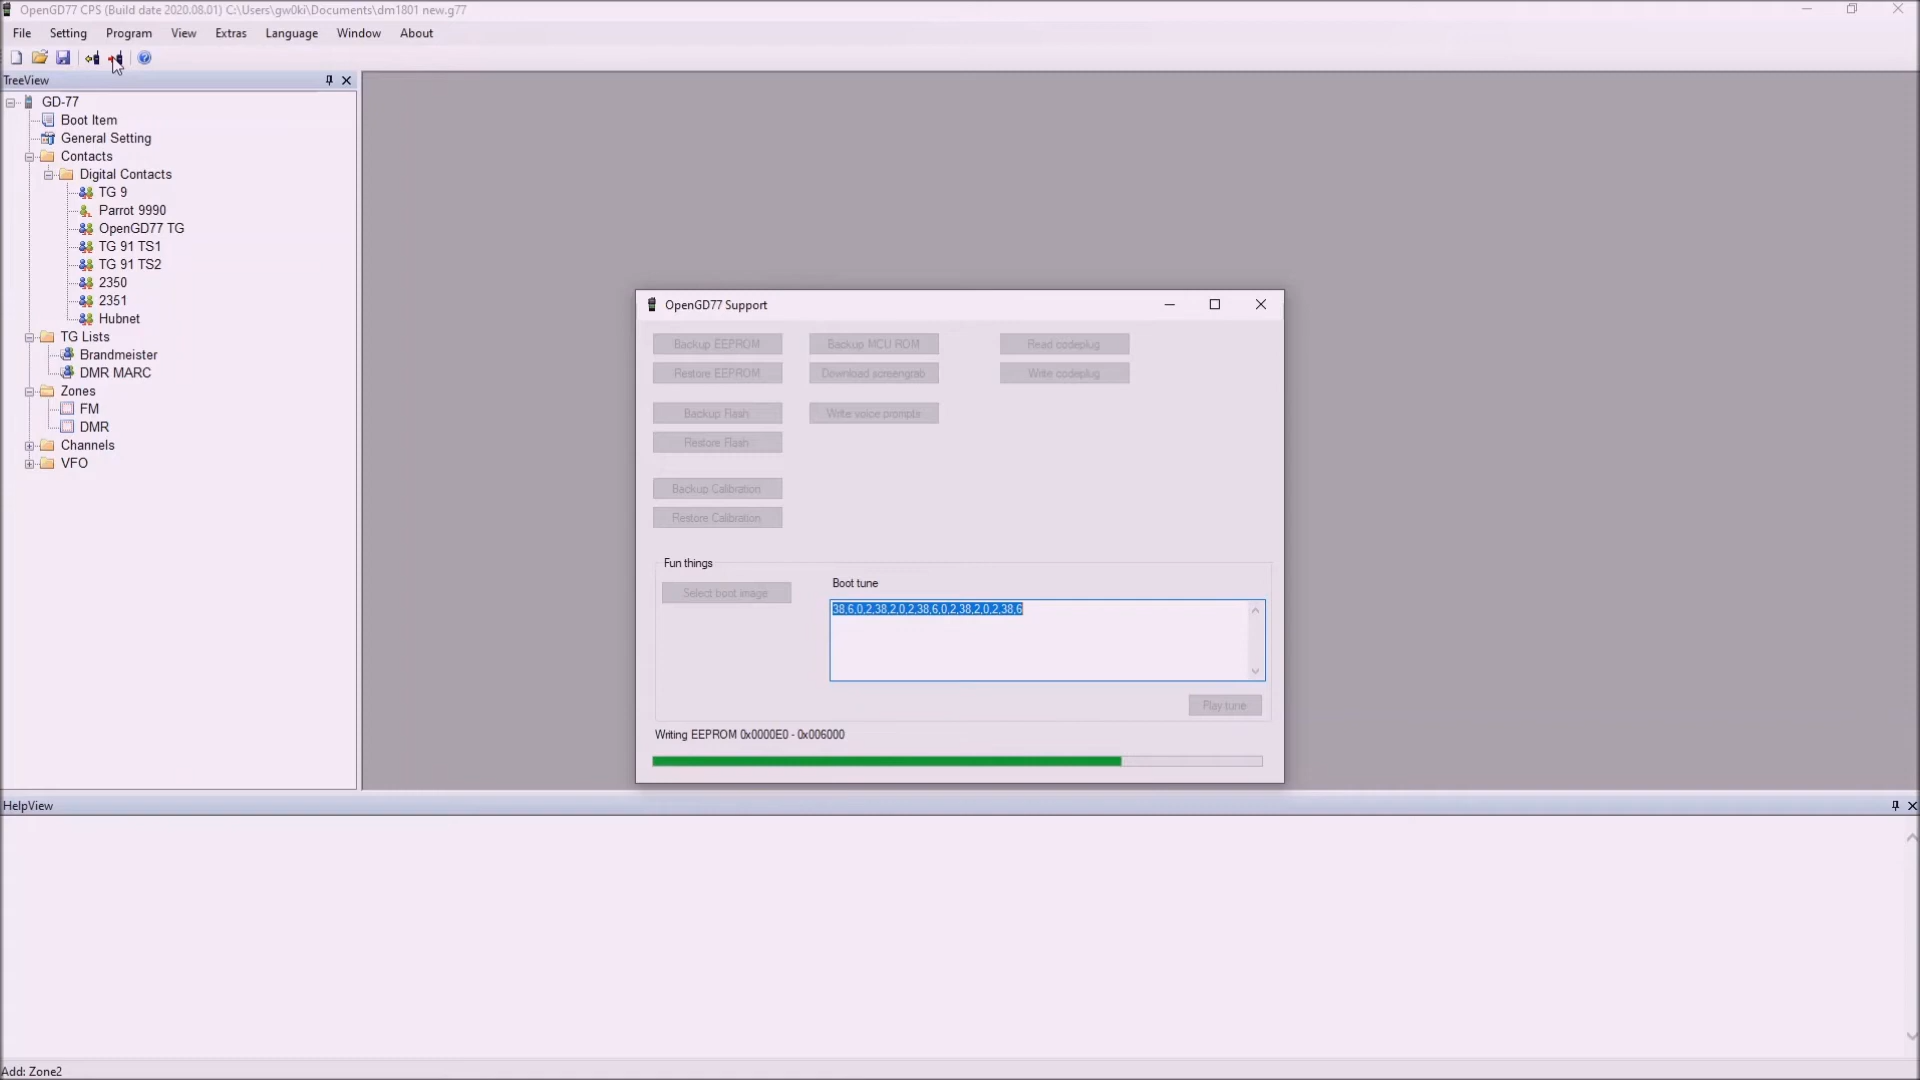 OpenGD77 CPS (Build date 2020.08.01) C:\Users\gw0ki\Documents\dm1801 new.g77
File Setting Program View Extras Language Window About
TreeView
GD-77
Boot Item
General Setting
Contacts
Digital Contacts
TG 9
Parrot 9990
OpenGD77 TG
TG 91 TS1
TG 91 TS2
2350
2351
Hubnet
TG Lists
Brandmeister
DMR MARC
Zones
FM
DMR
Channels
VFO
OpenGD77 Support
Backup EEPROM Backup MCU ROM Read codeplug
Restore EEPROM Download screengrab Write codeplug
Backup Flash Write voice prompts
Restore Flash
Backup Calibration
Restore Calibration
Fun things
Boot tune
Select boot image
38,6,0,2,38,2,0,2,38,6,0,2,38,2,0,2,38,6
Play tune
Writing EEPROM 0x0000E0 - 0x006000
HelpView
Add: Zone2